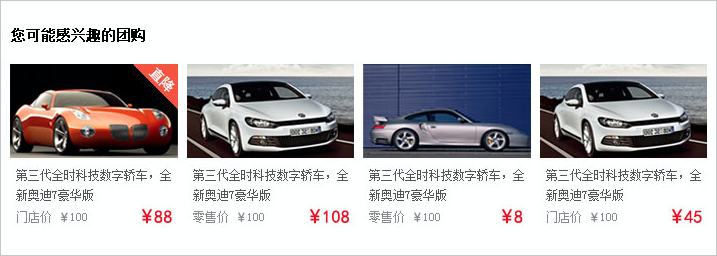 您可能感兴趣的团购
直降
第三代全时科技数字轿车，全
新奥迪7豪华版
门店价 ¥100 ¥88
第三代全时科技数字轿车，全
新奥迪7豪华版
零售价 ¥100 ¥108
第三代全时科技数字轿车，全
新奥迪7豪华版
零售价 ¥100 ¥8
第三代全时科技数字轿车，全
新奥迪7豪华版
门店价 ¥100 ¥45